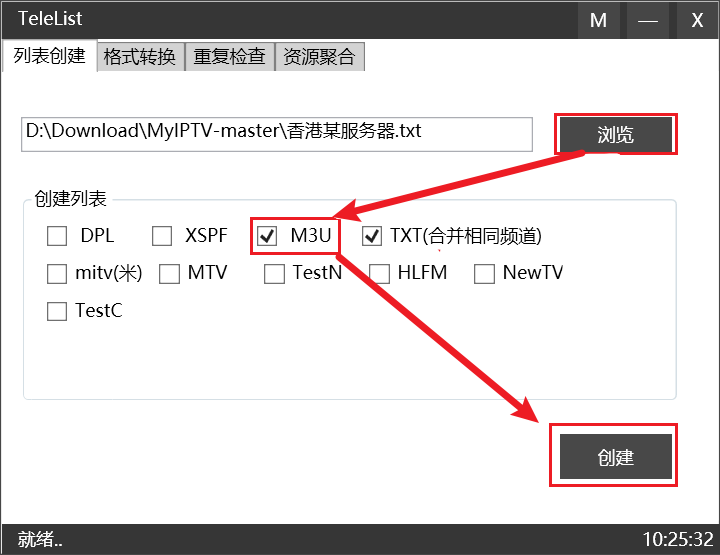 TeleList M — X
列表创建 格式转换 重复检查 资源聚合
D:\Download\MyIPTV-master\香港某服务器.txt 浏览
创建列表
DPL XSPF M3U TXT(合并相同频道)
mitv(米) MTV TestN HLFM NewTV
TestC
创建
就绪.. 10:25:32